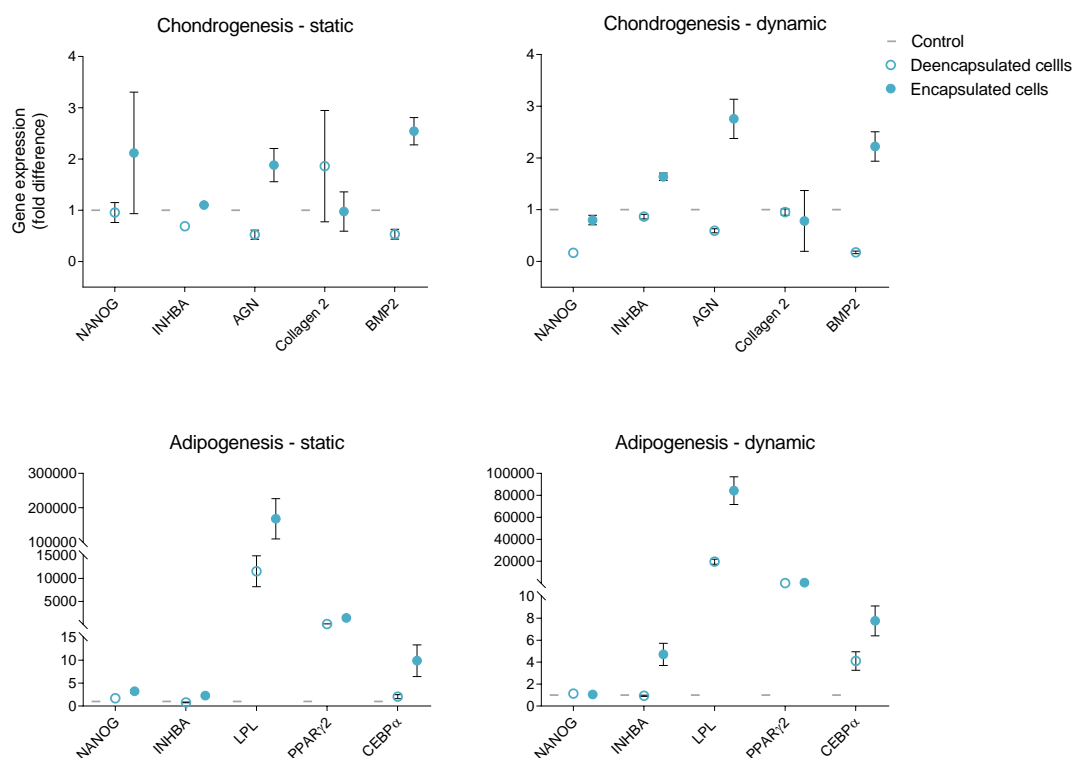 Chondrogenesis - static
Gene expression
(fold difference)
4
3
2
1
0
NANOG
INHBA
AGN
Collagen 2
BMP2
Chondrogenesis - dynamic
4
3
2
1
0
NANOG
INHBA
AGN
Collagen 2
BMP2
Control
Deencapsulated cellls
Encapsulated cells
Adipogenesis - static
300000
200000
100000
15000
10000
5000
15
10
5
0
NANOG
INHBA
LPL
PPARγ2
CEBPα
Adipogenesis - dynamic
100000
80000
60000
40000
20000
10
8
6
4
2
0
NANOG
INHBA
LPL
PPARγ2
CEBPα